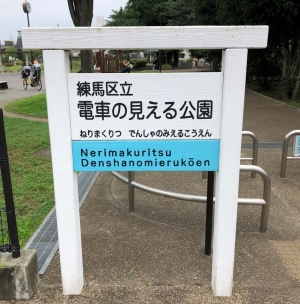 練馬区立
電車の見える公園
ねりまくりつ でんしゃのみえるこうえん
Nerimakuritsu
Denshanomierukōen